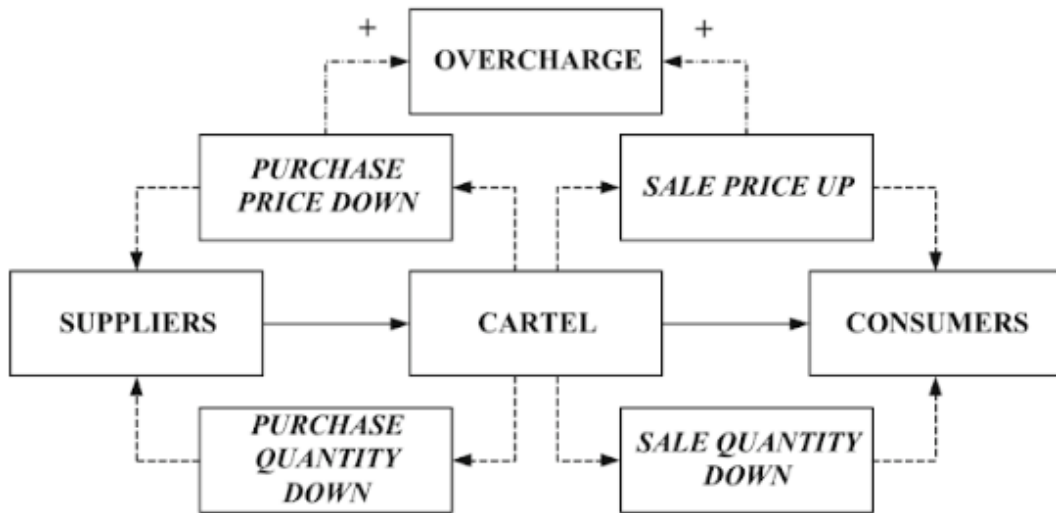 +
OVERCHARGE
+
PURCHASE
PRICE DOWN
SALE PRICE UP
SUPPLIERS
CARTEL
CONSUMERS
PURCHASE
QUANTITY
DOWN
SALE QUANTITY
DOWN